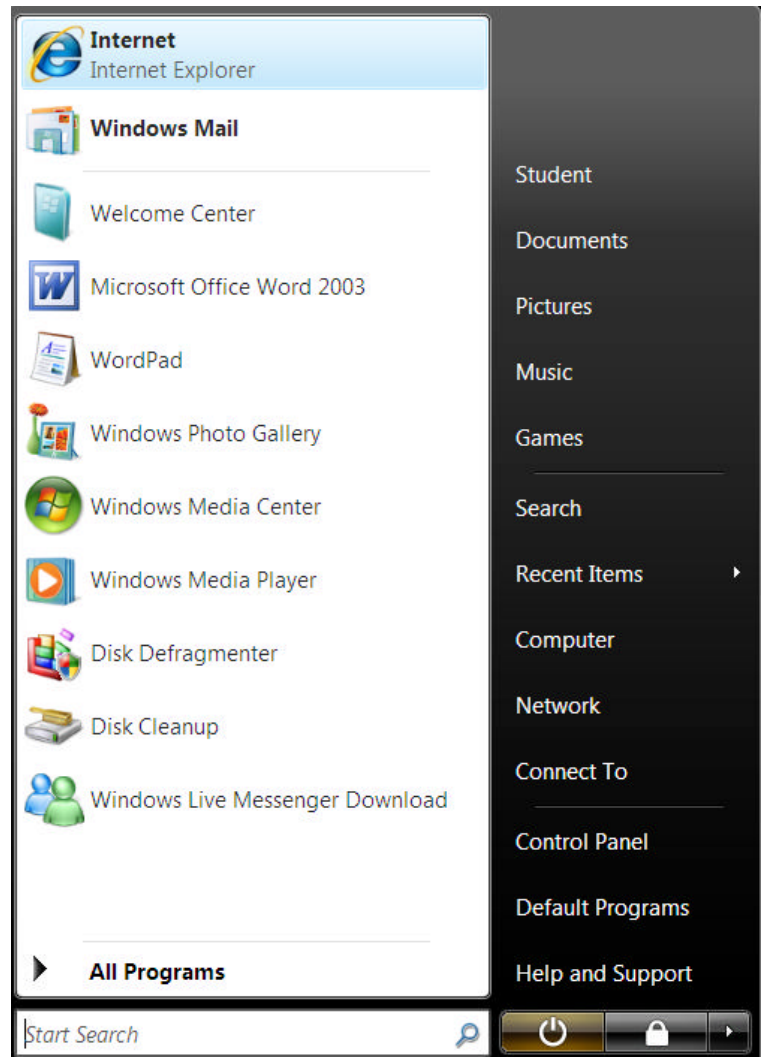 Internet
Internet Explorer
Windows Mail
Welcome Center
Microsoft Office Word 2003
WordPad
Windows Photo Gallery
Windows Media Center
Windows Media Player
Disk Defragmenter
Disk Cleanup
Windows Live Messenger Download
All Programs
Start Search
Student
Documents
Pictures
Music
Games
Search
Recent Items
Computer
Network
Connect To
Control Panel
Default Programs
Help and Support